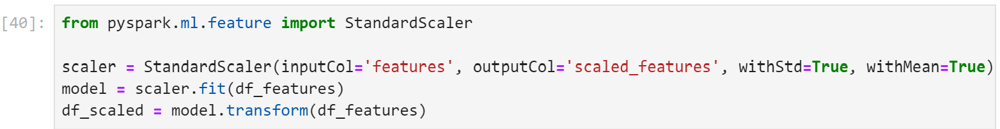 [40]: from pyspark.ml.feature import StandardScaler
scaler = StandardScaler(inputCol='features', outputCol='scaled_features', withStd=True, withMean=True)
model = scaler.fit(df_features)
df_scaled = model.transform(df_features)